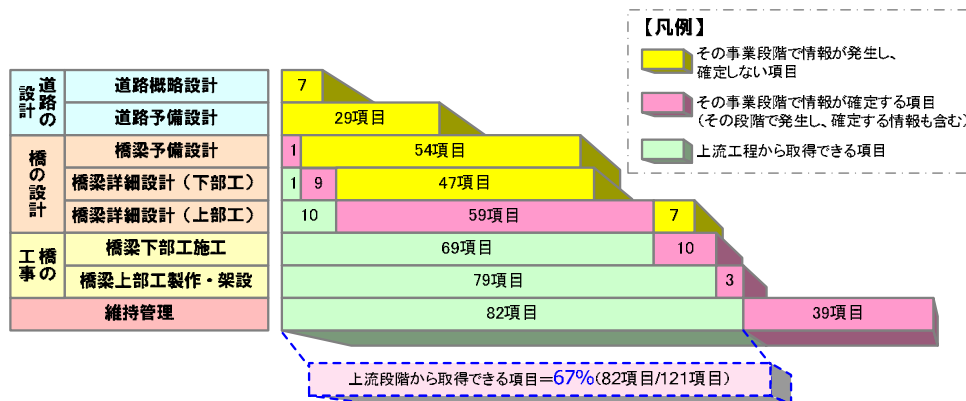 【凡例】
その事業段階で情報が発生し、
確定しない項目
その事業段階で情報が確定する項目
（その段階で発生し、確定する情報も含む）
上流工程から取得できる項目
道路の設計
道路概略設計
7
道路予備設計
29項目
橋の設計
橋梁予備設計
1
54項目
橋梁詳細設計（下部工）
1
9
47項目
橋梁詳細設計（上部工）
10
59項目
7
橋の工事
橋梁下部工施工
69項目
10
橋梁上部工製作・架設
79項目
3
維持管理
82項目
39項目
上流段階から取得できる項目＝67%（82項目/121項目）